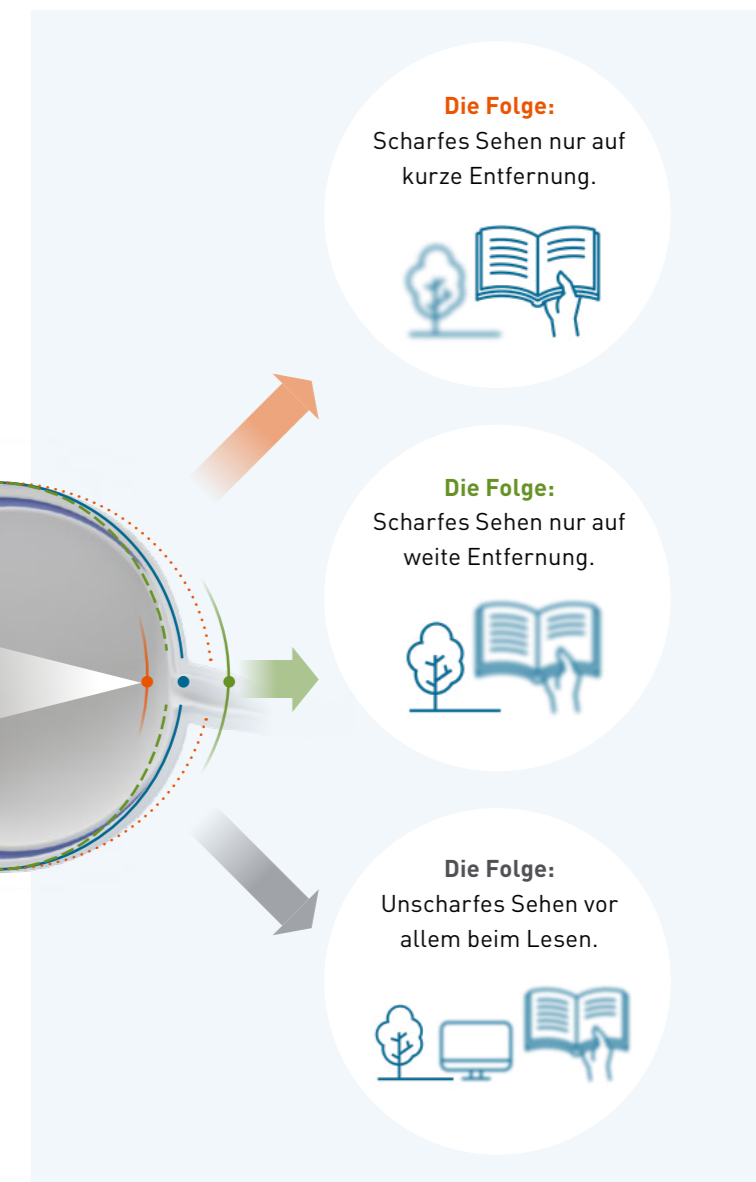 Die Folge:
Scharfes Sehen nur auf
kurze Entfernung.
Die Folge:
Scharfes Sehen nur auf
weite Entfernung.
Die Folge:
Unscharfes Sehen vor
allem beim Lesen.